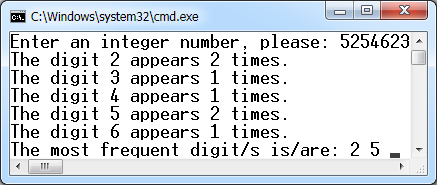 C:\Windows\system32\cmd.exe
Enter an integer number, please: 5254623
The digit 2 appears 2 times.
The digit 3 appears 1 times.
The digit 4 appears 1 times.
The digit 5 appears 2 times.
The digit 6 appears 1 times.
The most frequent digit/s is/are: 2 5